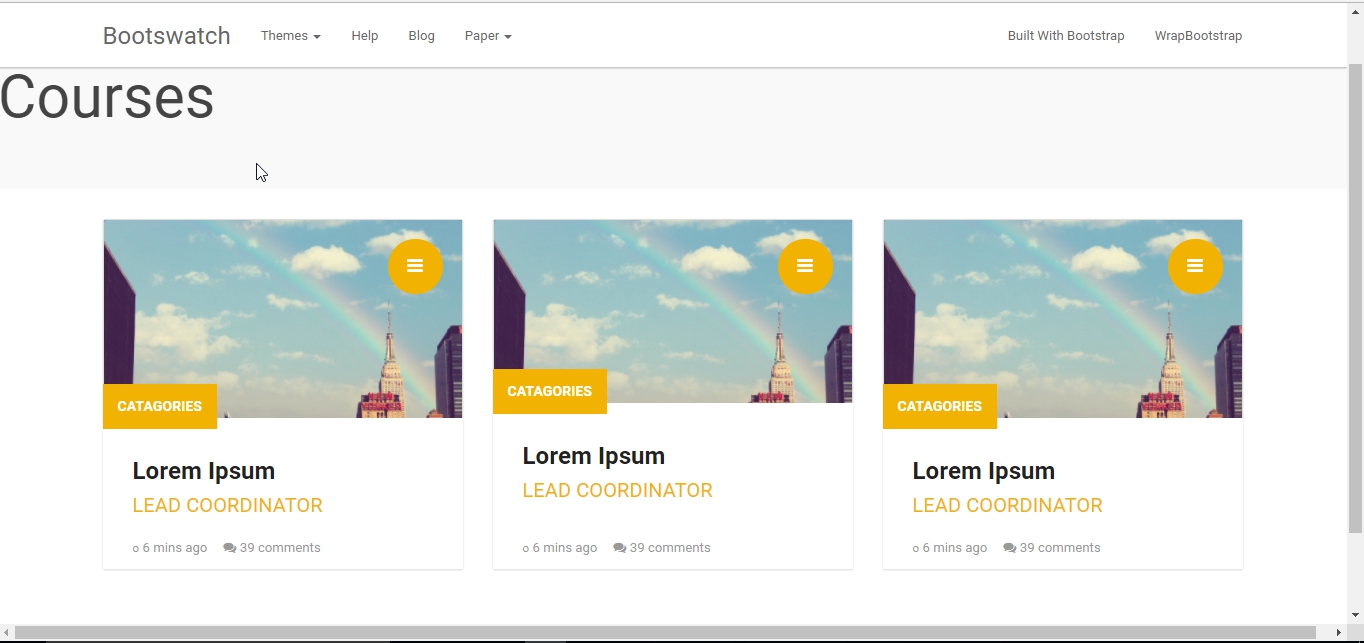 Bootswatch Themes Help Blog Paper Built With Bootstrap WrapBootstrap
Courses
CATAGORIES
Lorem Ipsum
LEAD COORDINATOR
6 mins ago 39 comments
CATAGORIES
Lorem Ipsum
LEAD COORDINATOR
6 mins ago 39 comments
CATAGORIES
Lorem Ipsum
LEAD COORDINATOR
6 mins ago 39 comments